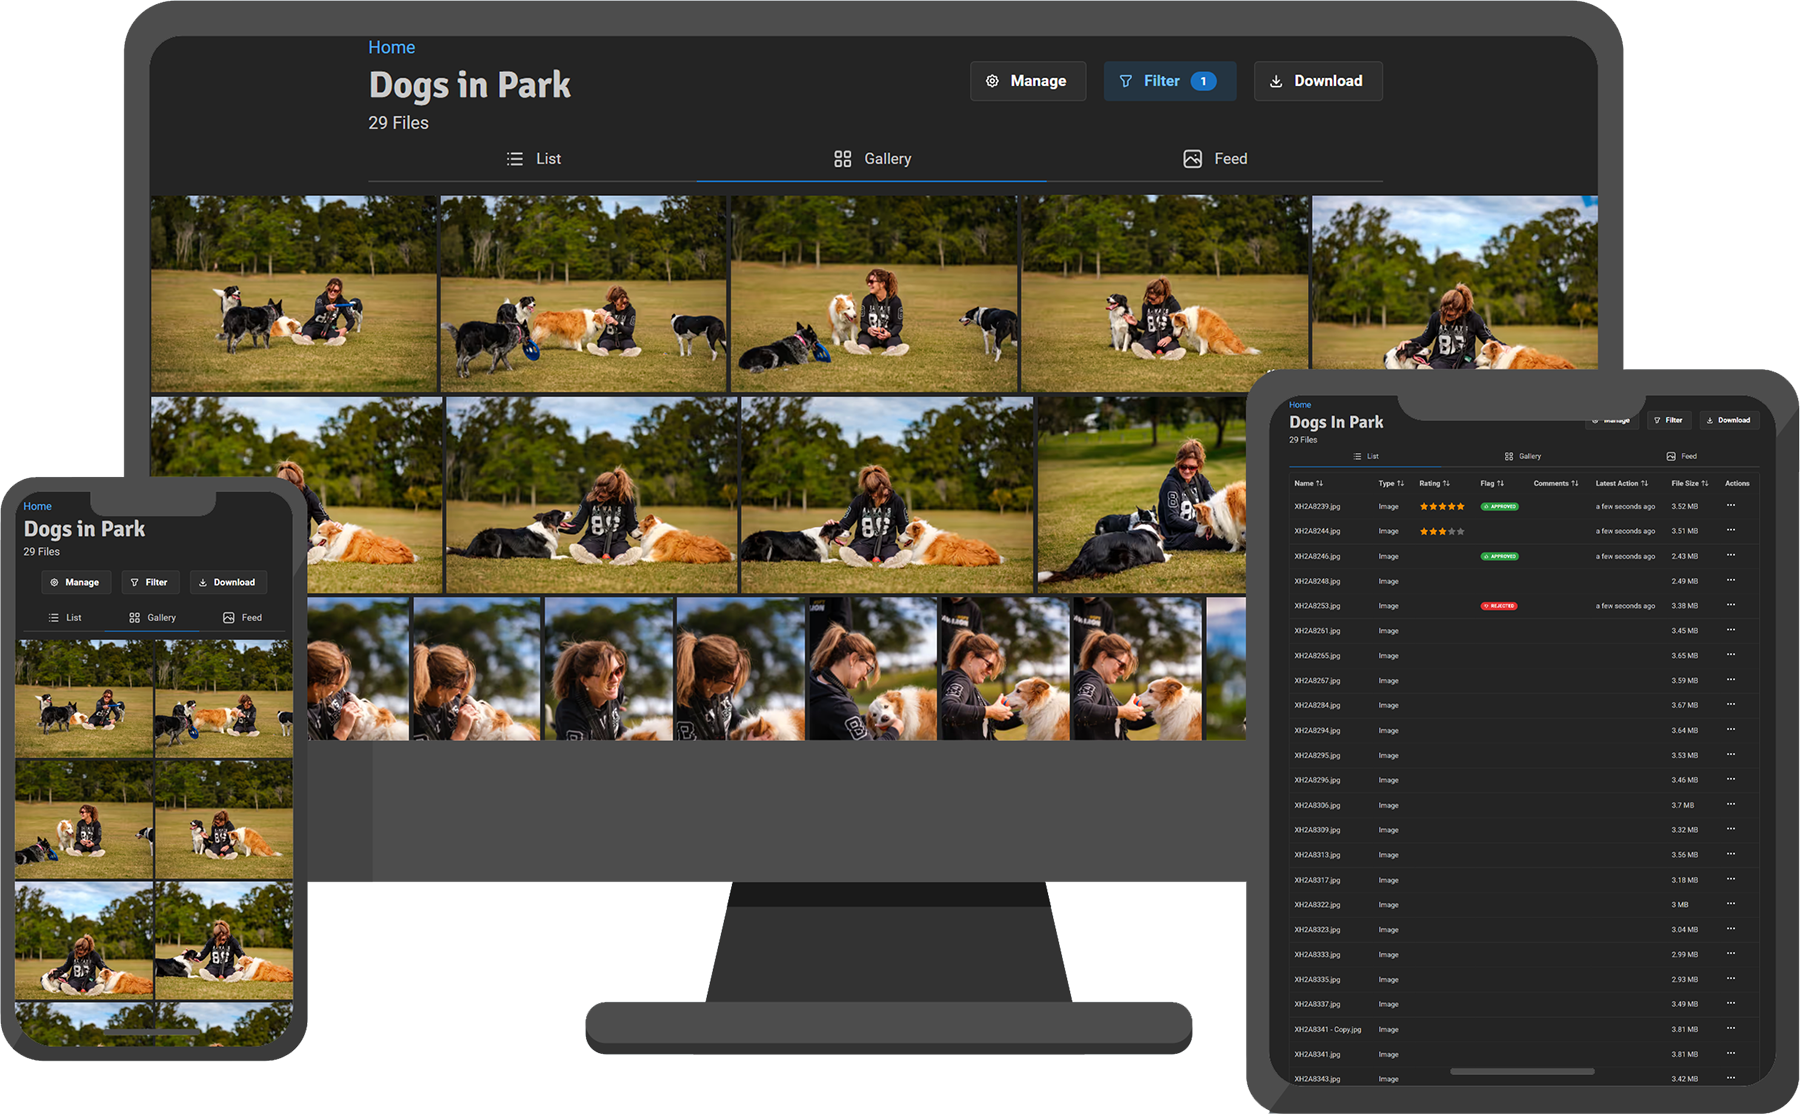 Home
Dogs in Park
29 Files
Manage
Filter 1
Download
List
Gallery
Feed
Home
Dogs in Park
29 Files
Manage
Filter
Download
List
Gallery
Feed
Home
Dogs In Park
29 Files
Manage
Filter
Download
List
Gallery
Feed
Name Type Rating Flag Comments Latest Action File Size Actions
XH2A8239.jpg Image APPROVED a few seconds ago 3.52 MB
XH2A8244.jpg Image a few seconds ago 3.51 MB
XH2A8246.jpg Image APPROVED a few seconds ago 2.43 MB
XH2A8248.jpg Image 2.49 MB
XH2A8253.jpg Image REJECTED a few seconds ago 3.38 MB
XH2A8261.jpg Image 3.45 MB
XH2A8265.jpg Image 3.65 MB
XH2A8267.jpg Image 3.59 MB
XH2A8284.jpg Image 3.67 MB
XH2A8294.jpg Image 3.64 MB
XH2A8295.jpg Image 3.53 MB
XH2A8296.jpg Image 3.46 MB
XH2A8306.jpg Image 3.7 MB
XH2A8309.jpg Image 3.32 MB
XH2A8313.jpg Image 3.56 MB
XH2A8317.jpg Image 3.18 MB
XH2A8322.jpg Image 3 MB
XH2A8323.jpg Image 3.04 MB
XH2A8333.jpg Image 2.99 MB
XH2A8335.jpg Image 2.93 MB
XH2A8337.jpg Image 3.49 MB
XH2A8341 - Copy.jpg Image 3.81 MB
XH2A8341.jpg Image 3.81 MB
XH2A8343.jpg Image 3.42 MB